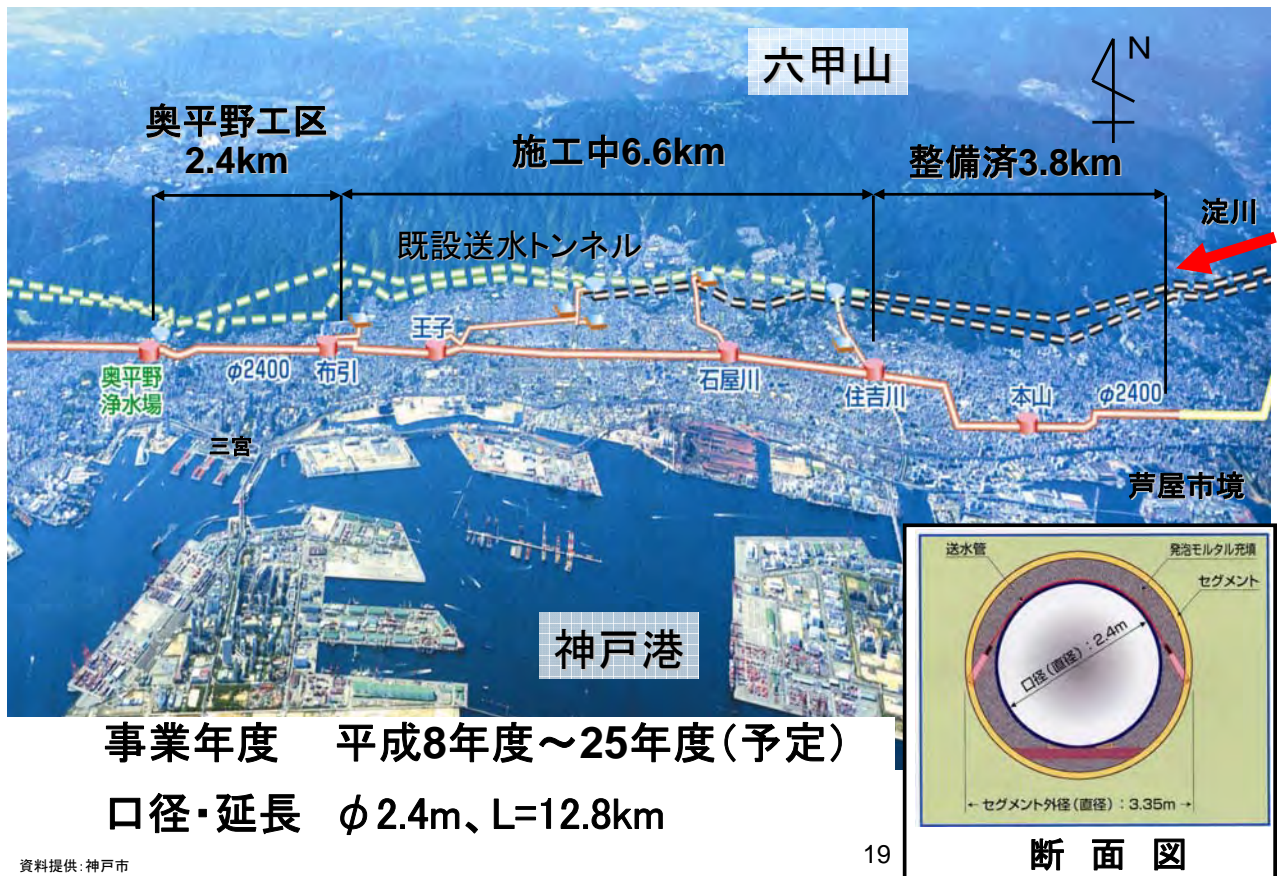 六甲山
N
奥平野工区
2.4km
施工中6.6km
整備済3.8km
淀川
既設送水トンネル
王子
奥平野
浄水場
φ2400
布引
石屋川
住吉川
本山
φ2400
三宮
芦屋市境
神戸港
送水管
発泡モルタル充填
セグメント
口径(直径):2.4m
セグメント外径(直径):3.35m
断面図
事業年度 平成8年度~25年度(予定)
口径・延長 φ2.4m、L=12.8km
19
資料提供:神戸市